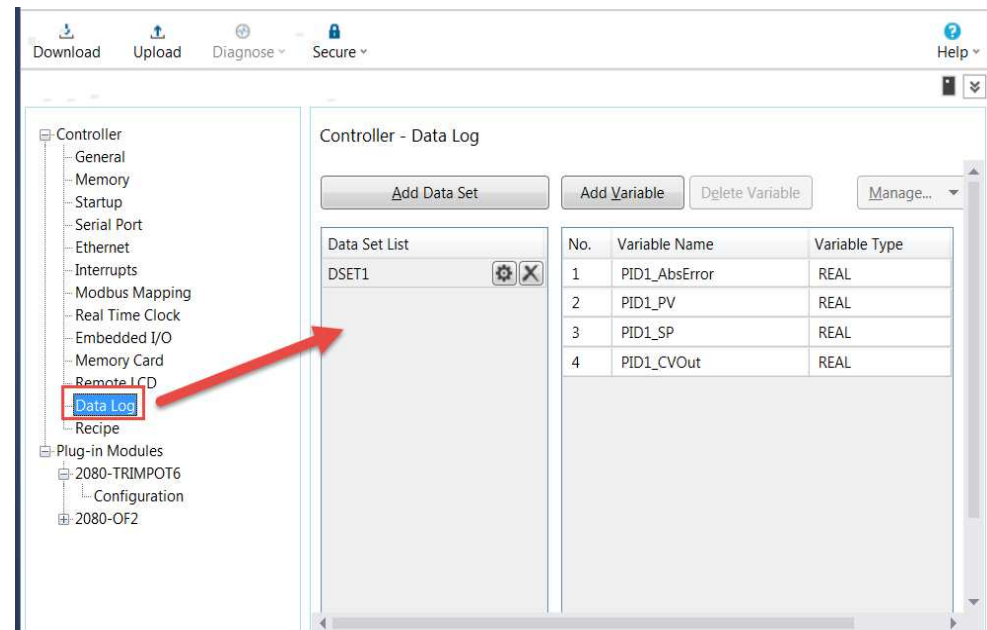 Download Upload Diagnose Secure Help
Controller
General
Memory
Startup
Serial Port
Ethernet
Interrupts
Modbus Mapping
Real Time Clock
Embedded I/O
Memory Card
Remote LCD
Data Log
Recipe
Plug-in Modules
2080-TRIMPOT6
Configuration
2080-OF2
Controller - Data Log
Add Data Set Add Variable Delete Variable Manage...
Data Set List
DSET1
No. Variable Name Variable Type
1 PID1_AbsError REAL
2 PID1_PV REAL
3 PID1_SP REAL
4 PID1_CVOut REAL